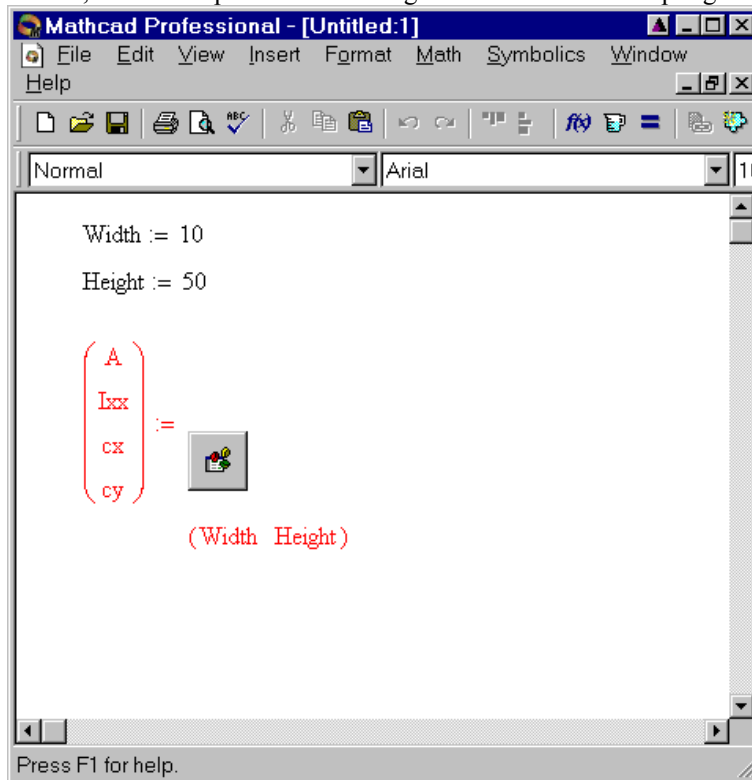 Mathcad Professional - [Untitled:1]
File Edit View Insert Format Math Symbolics Window
Help
ABC
f(x)
Normal Arial
Width := 10
Height := 50
A
Ixx
:=
cx
cy
(Width Height)
Press F1 for help.